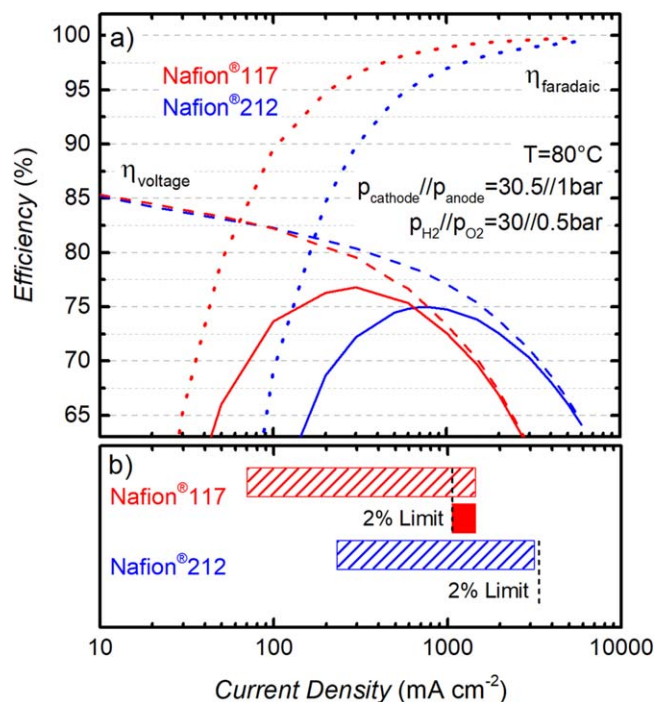 a)
Nafion®117
Nafion®212
ηfaradaic
ηvoltage
T=80°C
pcathode//panode=30.5//1bar
pH2//pO2=30//0.5bar
Efficiency (%)
100
95
90
85
80
75
70
65
b)
Nafion®117
2% Limit
Nafion®212
2% Limit
10 100 1000 10000
Current Density (mA cm-2)